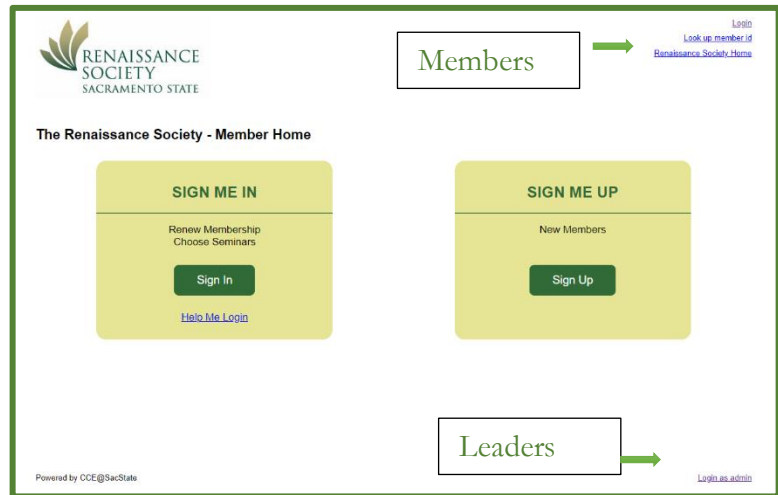 RENAISSANCE
SOCIETY
SACRAMENTO STATE
Members
Login
Look up member id
Renaissance Society Home
The Renaissance Society - Member Home
SIGN ME IN
Renew Membership
Choose Seminars
Sign In
Help Me Login
SIGN ME UP
New Members
Sign Up
Leaders
Powered by CCE@SacState
Login as admin